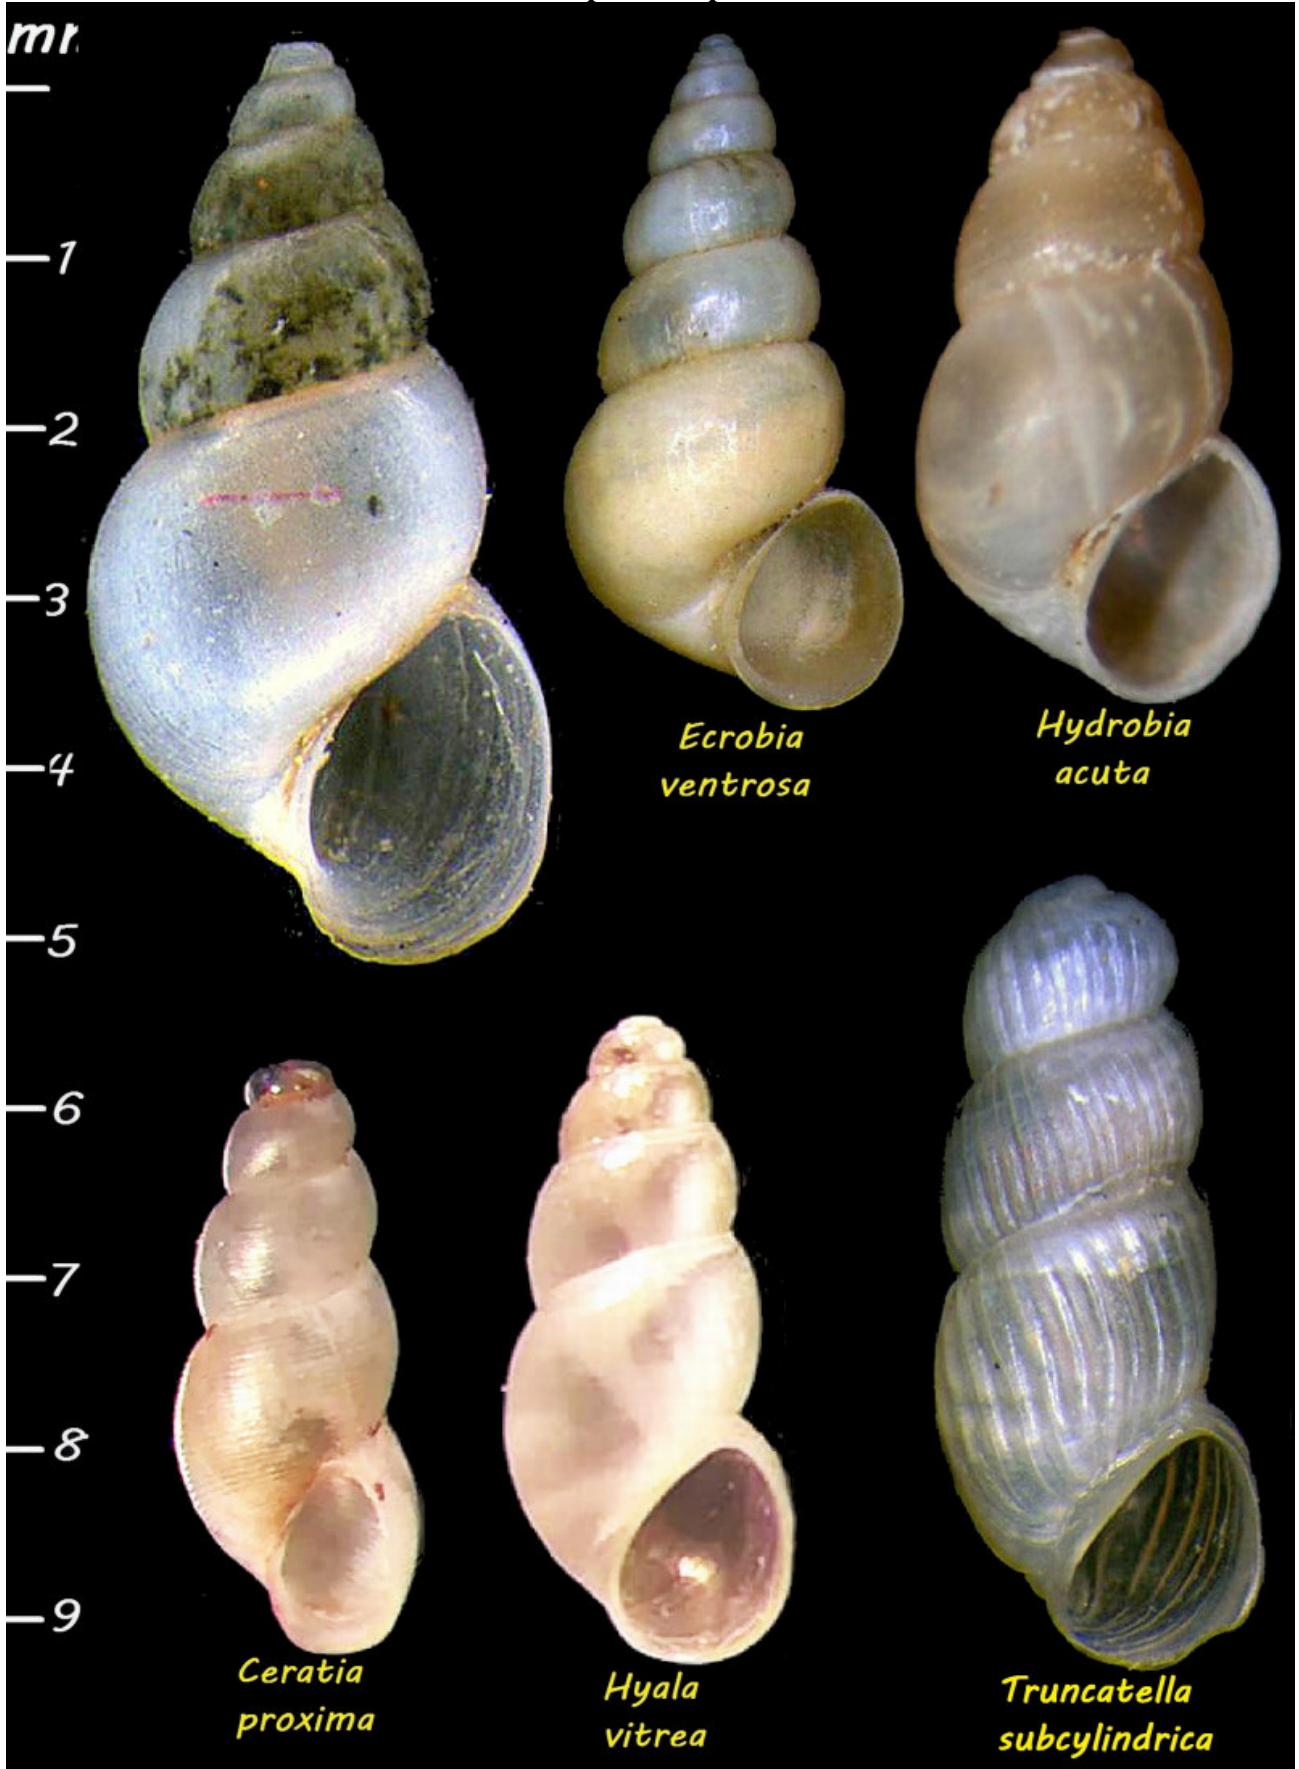 1
2
3
4
5
6
7
8
9
Ecrobia
ventrosa
Hydrobia
acuta
Ceratia
proxima
Hyala
vitrea
Truncatella
subcylindrica